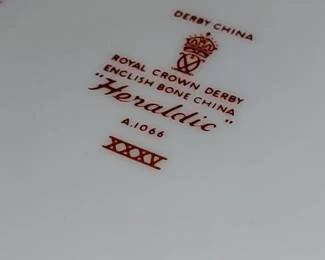 DERBY CHINA
ROYAL CROWN DERBY
ENGLISH BONE CHINA
"Heraldic"
A.1066
XXXV